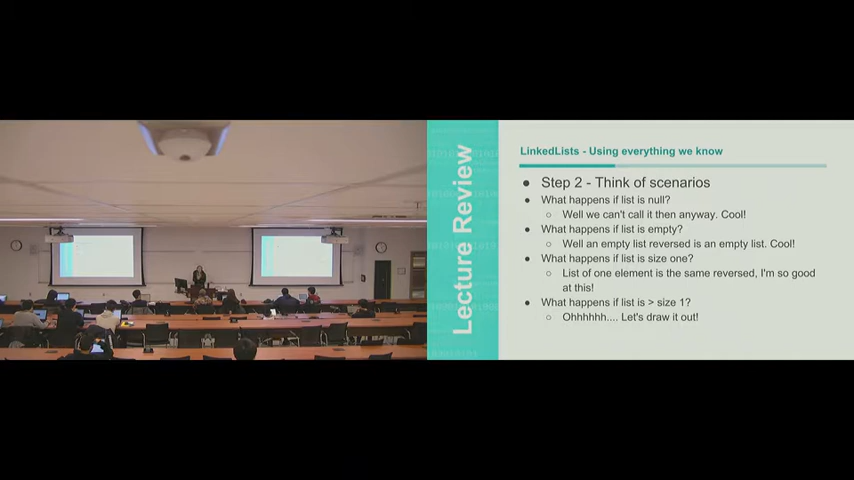 Lecture Review
LinkedLists - Using everything we know
● Step 2 - Think of scenarios
● What happens if list is null?
○ Well we can't call it then anyway. Cool!
● What happens if list is empty?
○ Well an empty list reversed is an empty list. Cool!
● What happens if list is size one?
○ List of one element is the same reversed, I'm so good
at this!
● What happens if list is > size 1?
○ Ohhhhhh.... Let's draw it out!